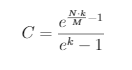 C = \frac{e^{\frac{N \cdot k}{M} - 1}}{e^k - 1}